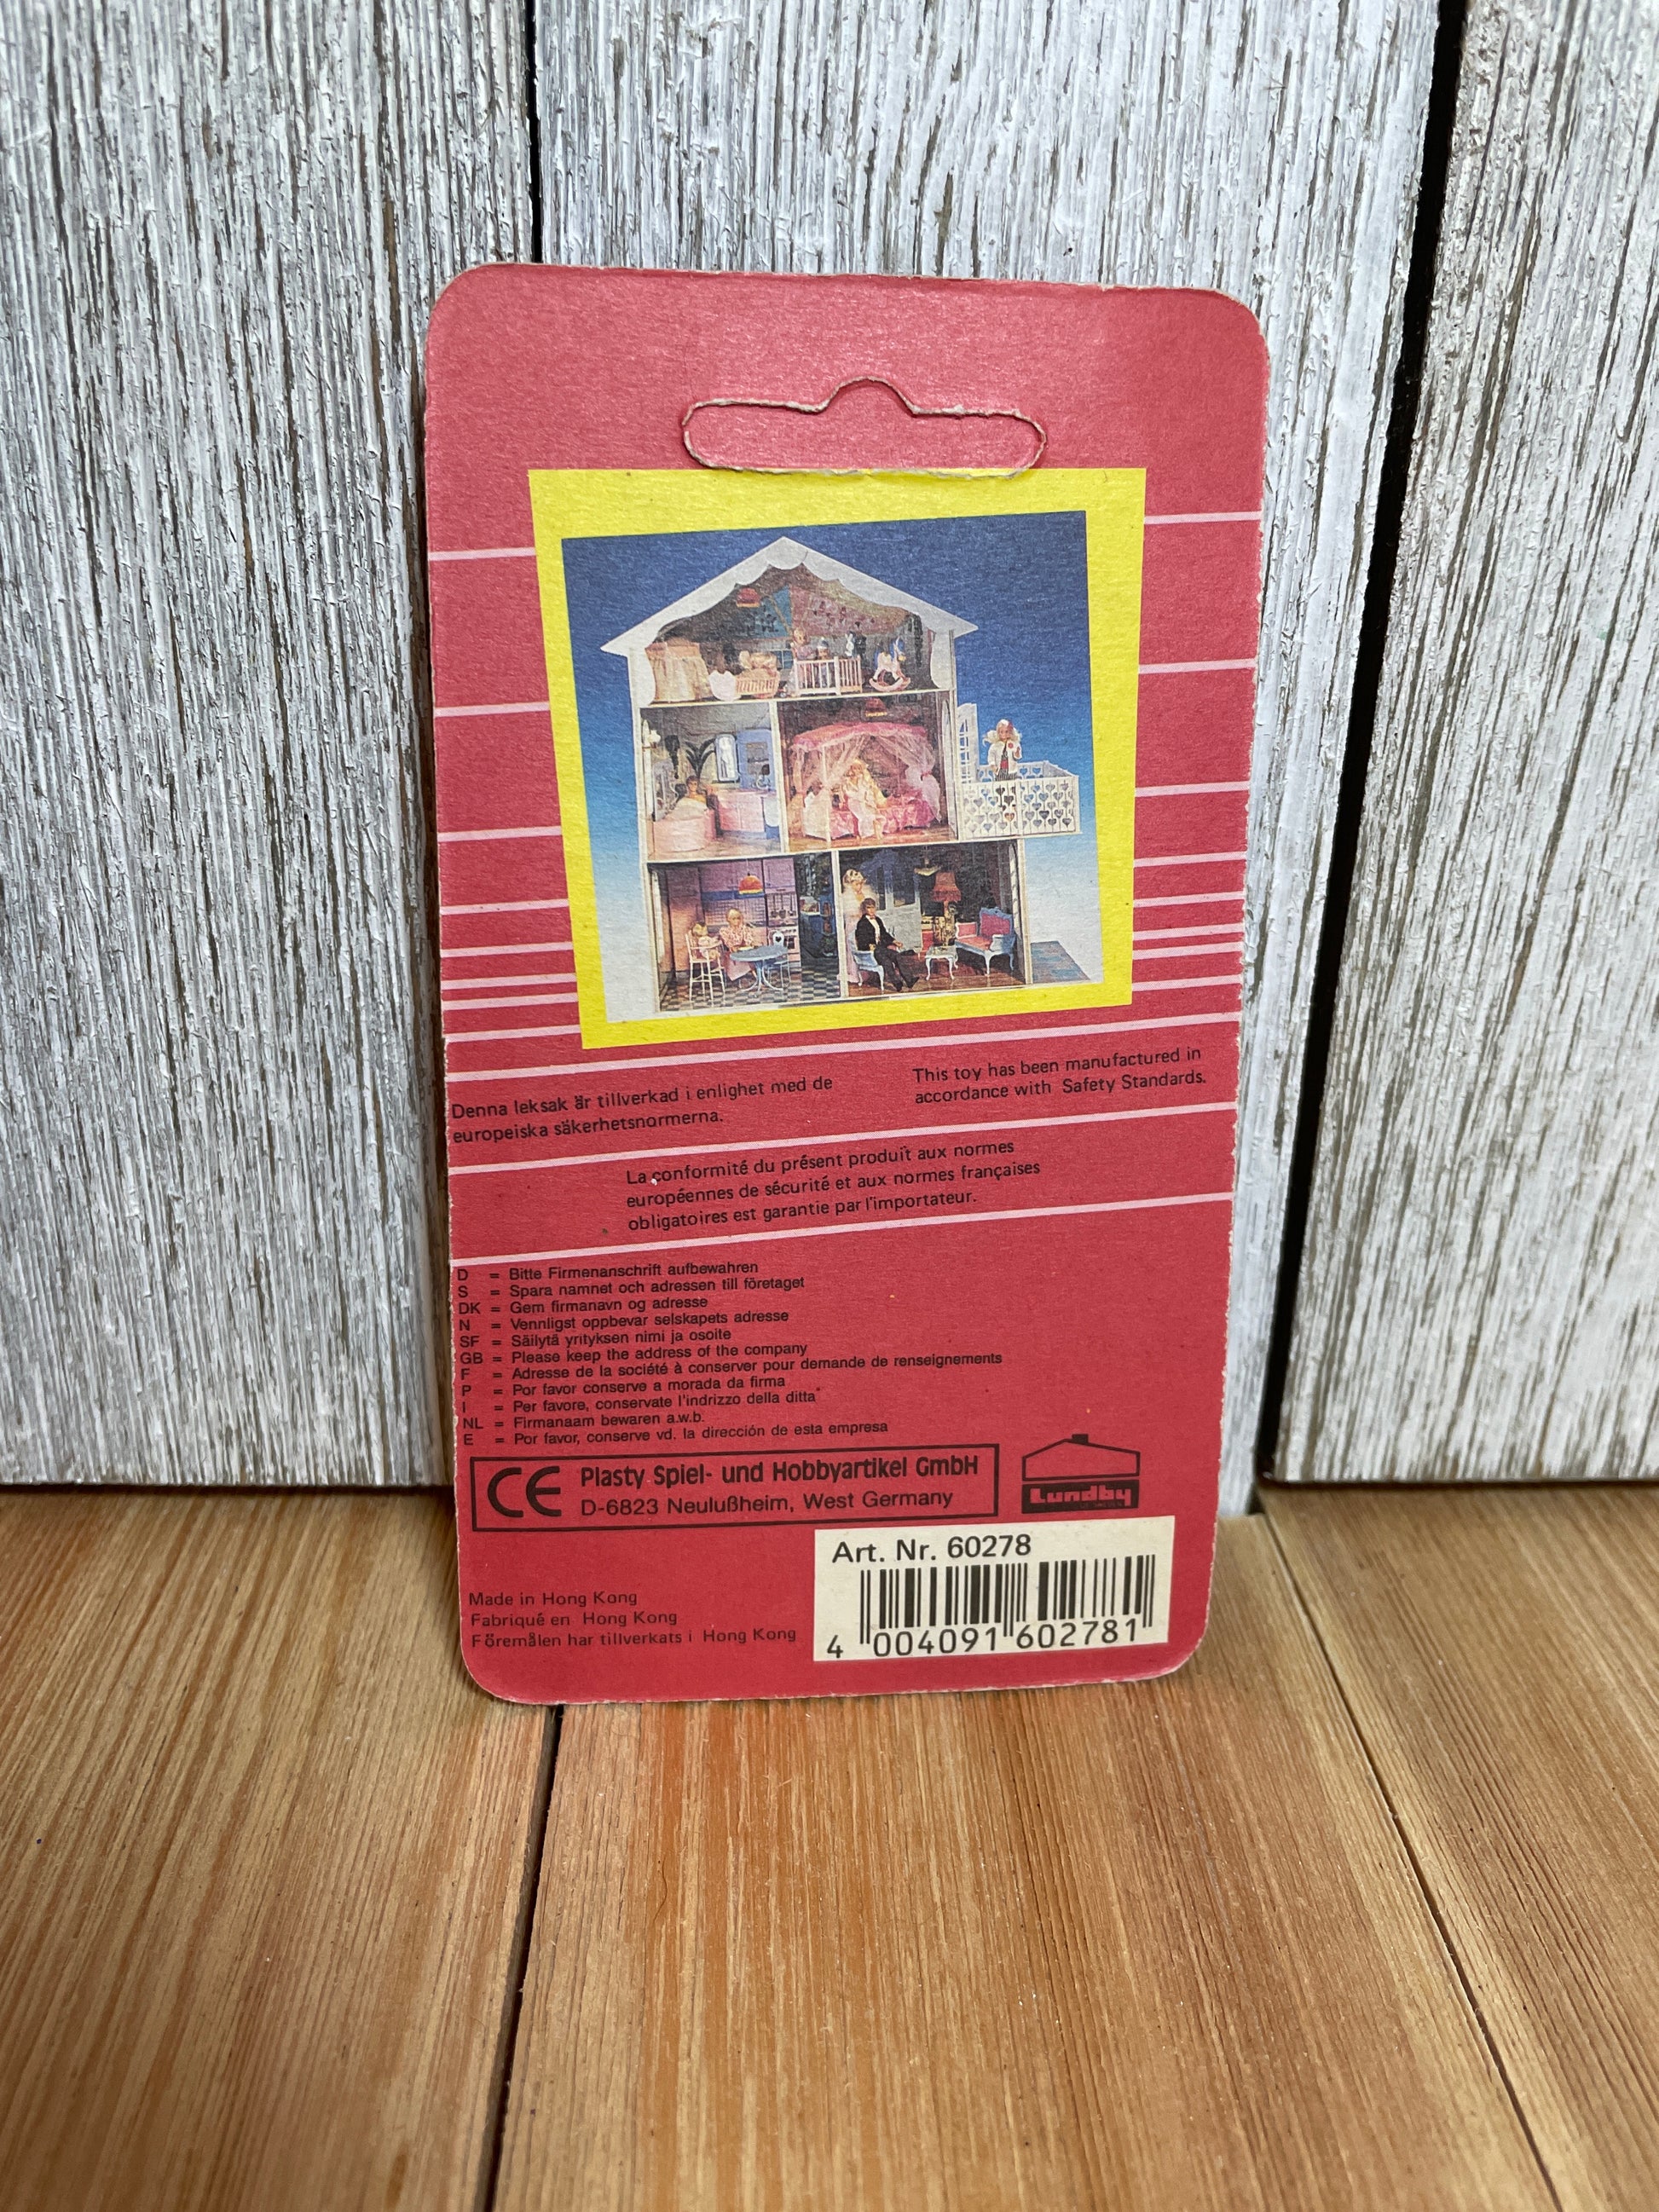 Denna leksak är tillverkad i enlighet med de
europeiska säkerhetsnormerna.
This toy has been manufactured in
accordance with Safety Standards.
La conformité du présent produit aux normes
européennes de sécurité et aux normes françaises
obligatoires est garantie par l'importateur.
D = Bitte Firmenanschrift aufbewahren
S = Spara namnet och adressen till företaget
DK = Gem firmanavn og adresse
N = Vennligst oppbevar selskapets adresse
SF = Säilytä yrityksen nimi ja osoite
GB = Please keep the address of the company
F = Adresse de la société à conserver pour demande de renseignements
P = Por favor conserve a morada da firma
I = Per favore, conservate l'indrizzo della ditta
NL = Firmanaam bewaren a.w.b.
E = Por favor, conserve vd. la dirección de esta empresa
CE Plasty Spiel- und Hobbyartikel GmbH
D-6823 Neulußheim, West Germany
Lundby
Art. Nr. 60278
Made in Hong Kong
Fabriqué en Hong Kong
Föremålen har tillverkats i Hong Kong
4 004091 602781